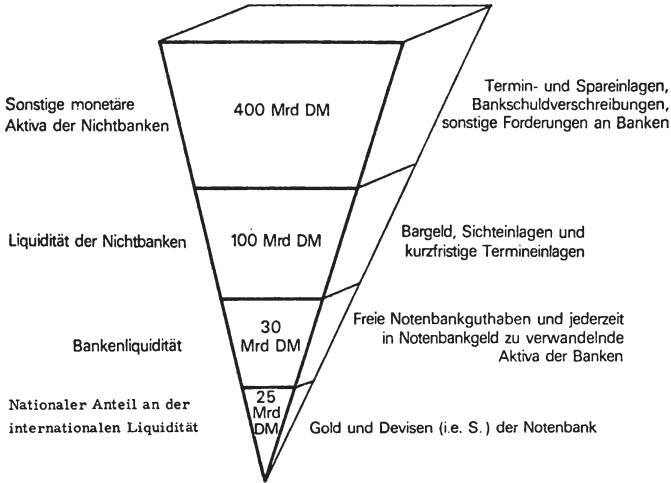 Sonstige monetäre
Aktiva der Nichtbanken
400 Mrd DM
Termin- und Spareinlagen,
Bankschuldverschreibungen,
sonstige Forderungen an Banken
Liquidität der Nichtbanken
100 Mrd DM
Bargeld, Sichteinlagen und
kurzfristige Termineinlagen
Bankenliquidität
30
Mrd DM
Freie Notenbankguthaben und jederzeit
in Notenbankgeld zu verwandelnde
Aktiva der Banken
Nationaler Anteil an der
internationalen Liquidität
25
Mrd
DM
Gold und Devisen (i.e. S.) der Notenbank